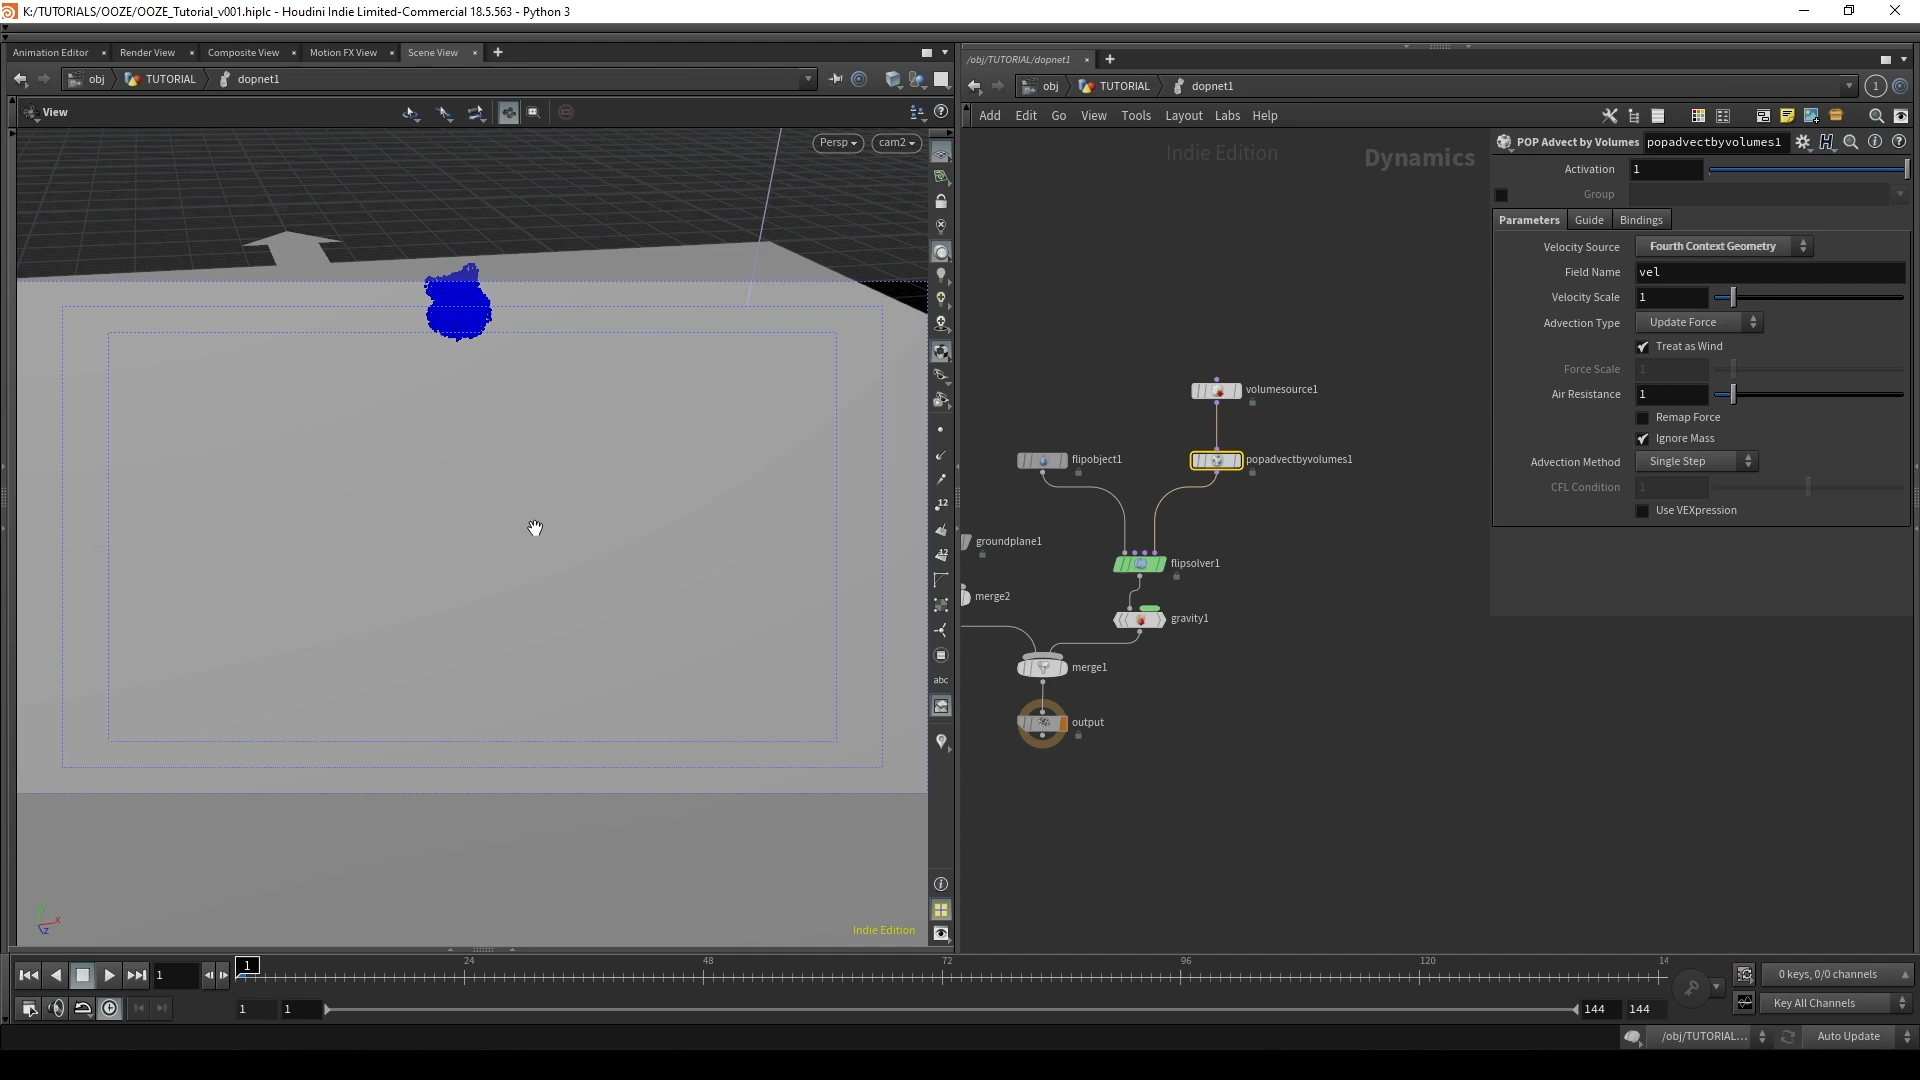 K:/TUTORIALS/OOZE/OOZE_Tutorial_v001.hiplc - Houdini Indie Limited-Commercial 18.5.563 - Python 3
Animation Editor
Render View
Composite View
Motion FX View
Scene View
obj
TUTORIAL
dopnet1
View
Persp
cam2
abc
12
12
Indie Edition
x
z
/obj/TUTORIAL/dopnet1
obj
TUTORIAL
dopnet1
1
Add Edit Go View Tools Layout Labs Help
Indie Edition
Dynamics
volumesource1
flipobject1
popadvectbyvolumes1
groundplane1
flipsolver1
merge2
gravity1
merge1
output
POP Advect by Volumes popadvectbyvolumes1
Activation 1
Group
Parameters Guide Bindings
Velocity Source Fourth Context Geometry
Field Name vel
Velocity Scale 1
Advection Type Update Force
Treat as Wind
Force Scale 1
Air Resistance 1
Remap Force
Ignore Mass
Advection Method Single Step
CFL Condition 1
Use VEXpression
1
1 24 48 72 96 120 14
0 keys, 0/0 channels
1 1 144 144
Key All Channels
/obj/TUTORIAL... Auto Update